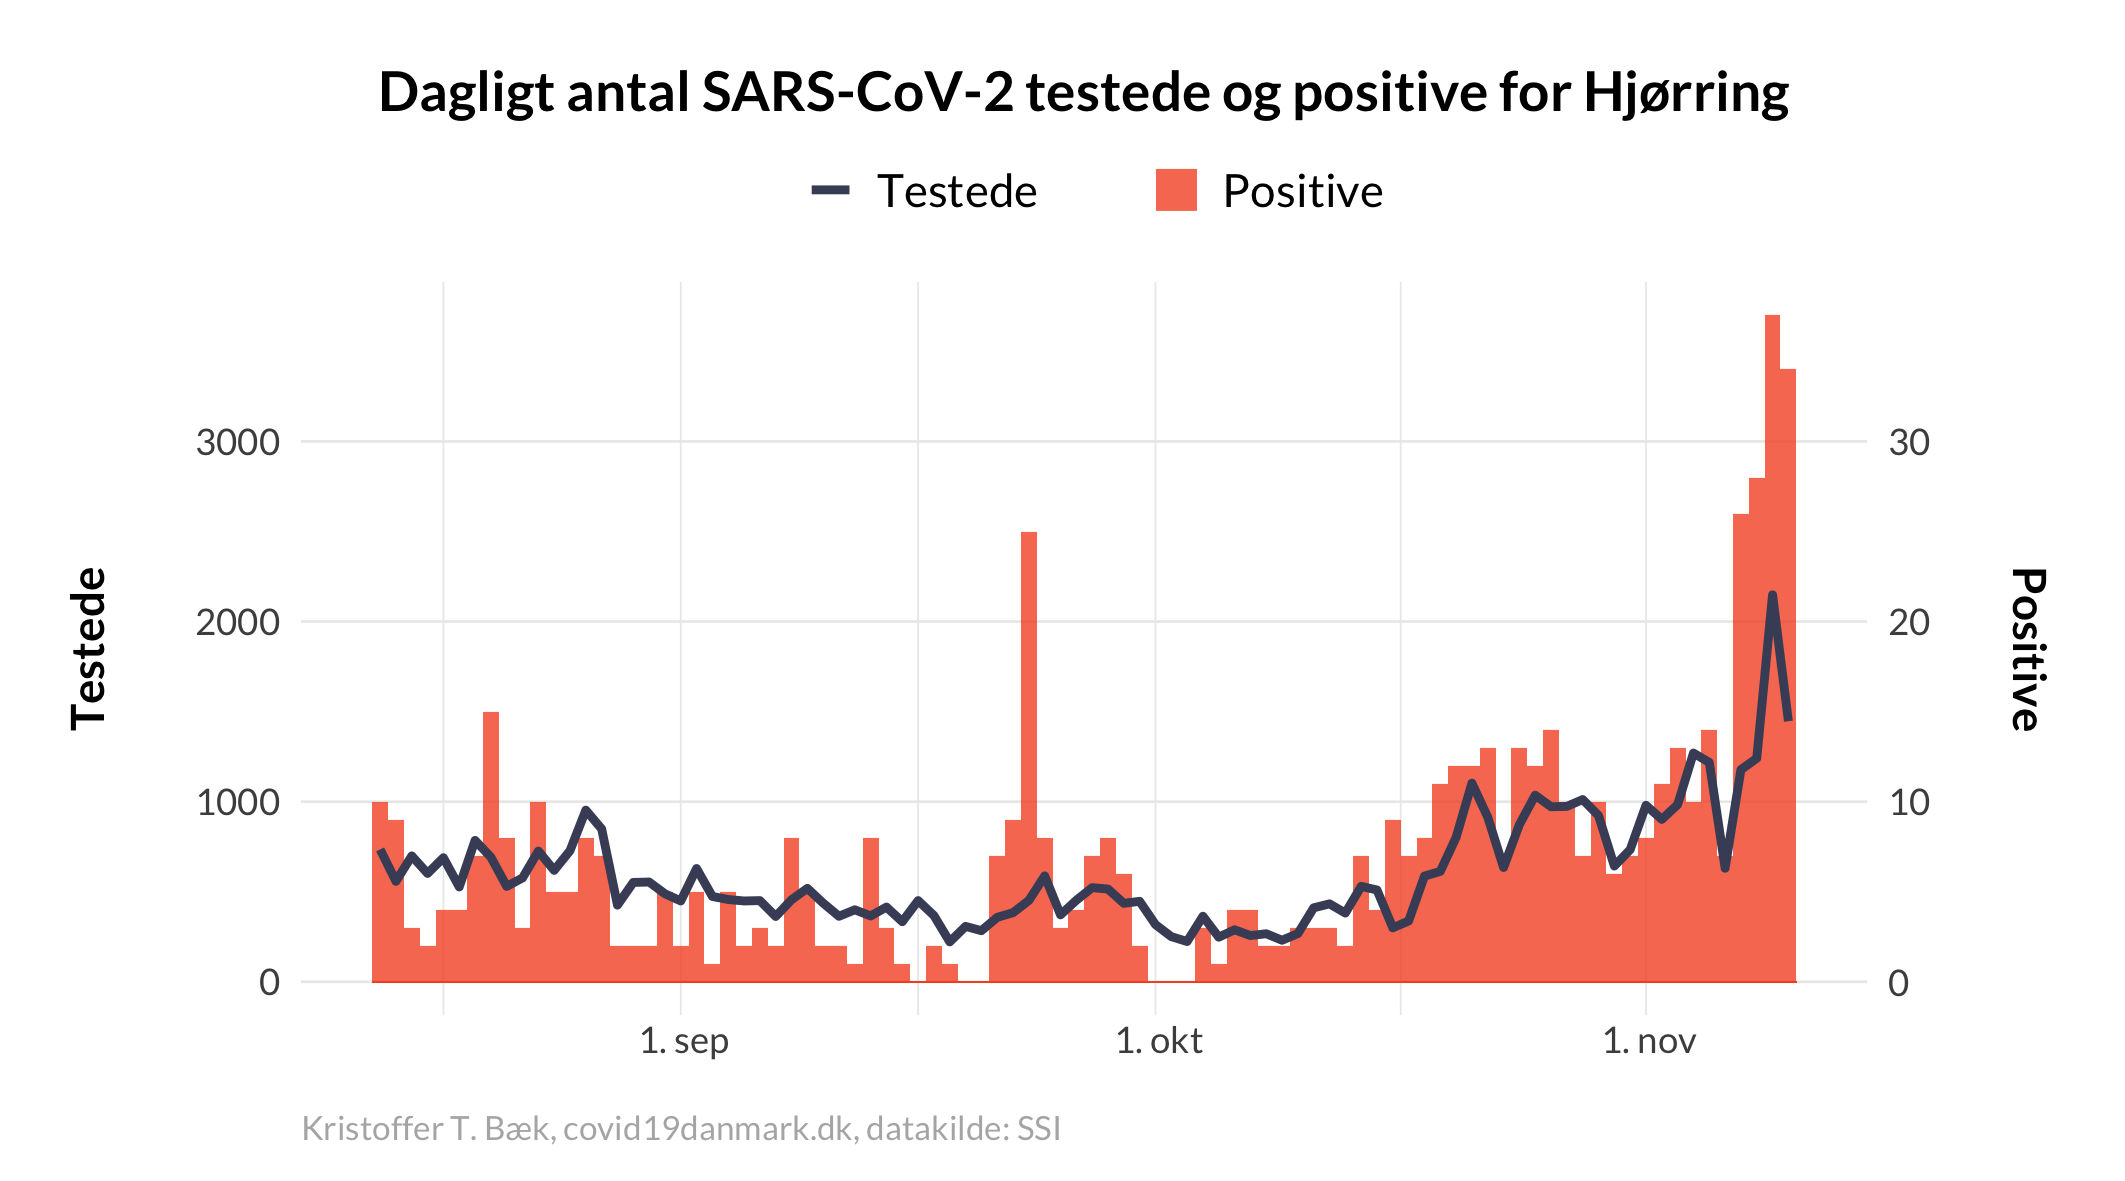 Dagligt antal SARS-CoV-2 testede og positive for Hjørring
Testede
Positive
3000
2000
1000
0
30
20
10
0
Testede
Positive
1. sep
1. okt
1. nov
Kristoffer T. Bæk, covid19danmark.dk, datakilde: SSI